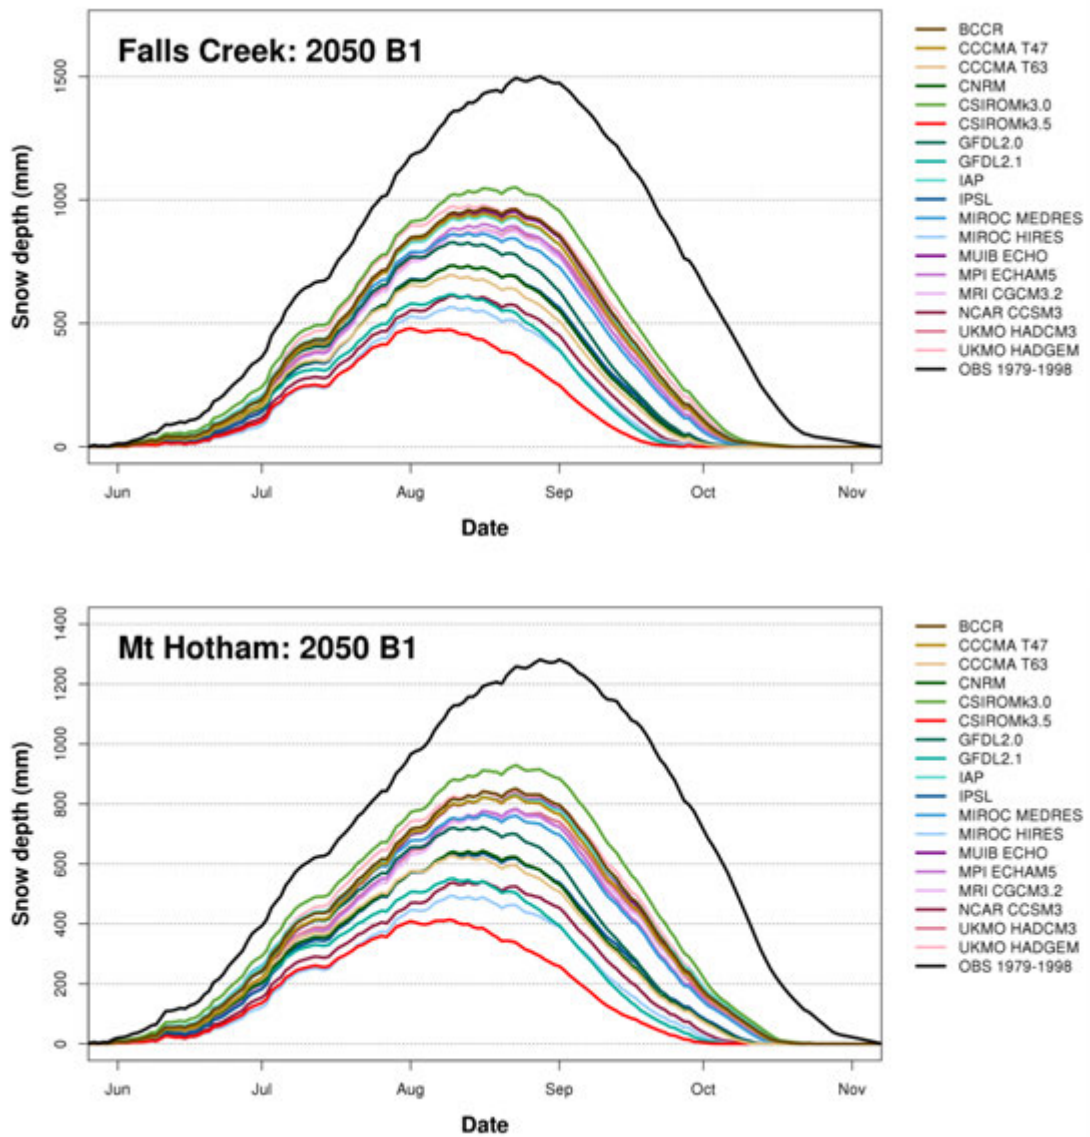 Falls Creek: 2050 B1
Snow depth (mm)
1500
1000
500
0
Jun Jul Aug Sep Oct Nov
Date
BCCR
CCCMA T47
CCCMA T63
CNRM
CSIROMk3.0
CSIROMk3.5
GFDL2.0
GFDL2.1
IAP
IPSL
MIROC MEDRES
MIROC HIRES
MUIB ECHO
MPI ECHAM5
MRI CGCM3.2
NCAR CCSM3
UKMO HADCM3
UKMO HADGEM
OBS 1979-1998
Mt Hotham: 2050 B1
Snow depth (mm)
1400
1200
1000
800
600
400
200
0
Jun Jul Aug Sep Oct Nov
Date
BCCR
CCCMA T47
CCCMA T63
CNRM
CSIROMk3.0
CSIROMk3.5
GFDL2.0
GFDL2.1
IAP
IPSL
MIROC MEDRES
MIROC HIRES
MUIB ECHO
MPI ECHAM5
MRI CGCM3.2
NCAR CCSM3
UKMO HADCM3
UKMO HADGEM
OBS 1979-1998